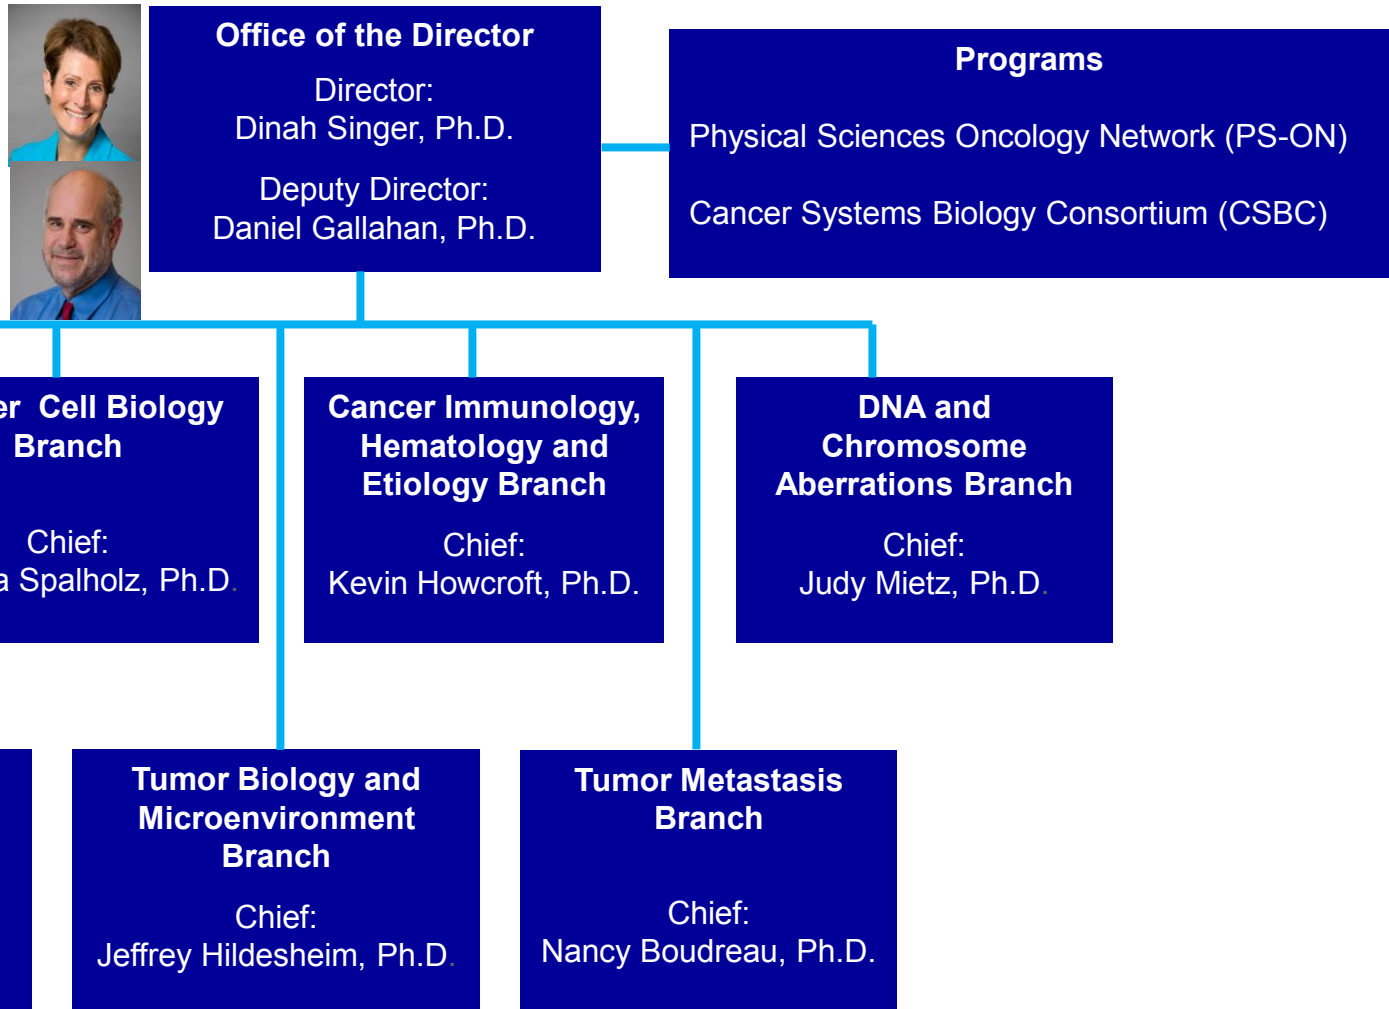 Office of the Director
Director:
Dinah Singer, Ph.D.
Deputy Director:
Daniel Gallahan, Ph.D.
Programs
Physical Sciences Oncology Network (PS-ON)
Cancer Systems Biology Consortium (CSBC)
Cell Biology
Branch
Chief:
Spalholz, Ph.D.
Cancer Immunology,
Hematology and
Etiology Branch
Chief:
Kevin Howcroft, Ph.D.
DNA and
Chromosome
Aberrations Branch
Chief:
Judy Mietz, Ph.D.
Tumor Biology and
Microenvironment
Branch
Chief:
Jeffrey Hildesheim, Ph.D.
Tumor Metastasis
Branch
Chief:
Nancy Boudreau, Ph.D.